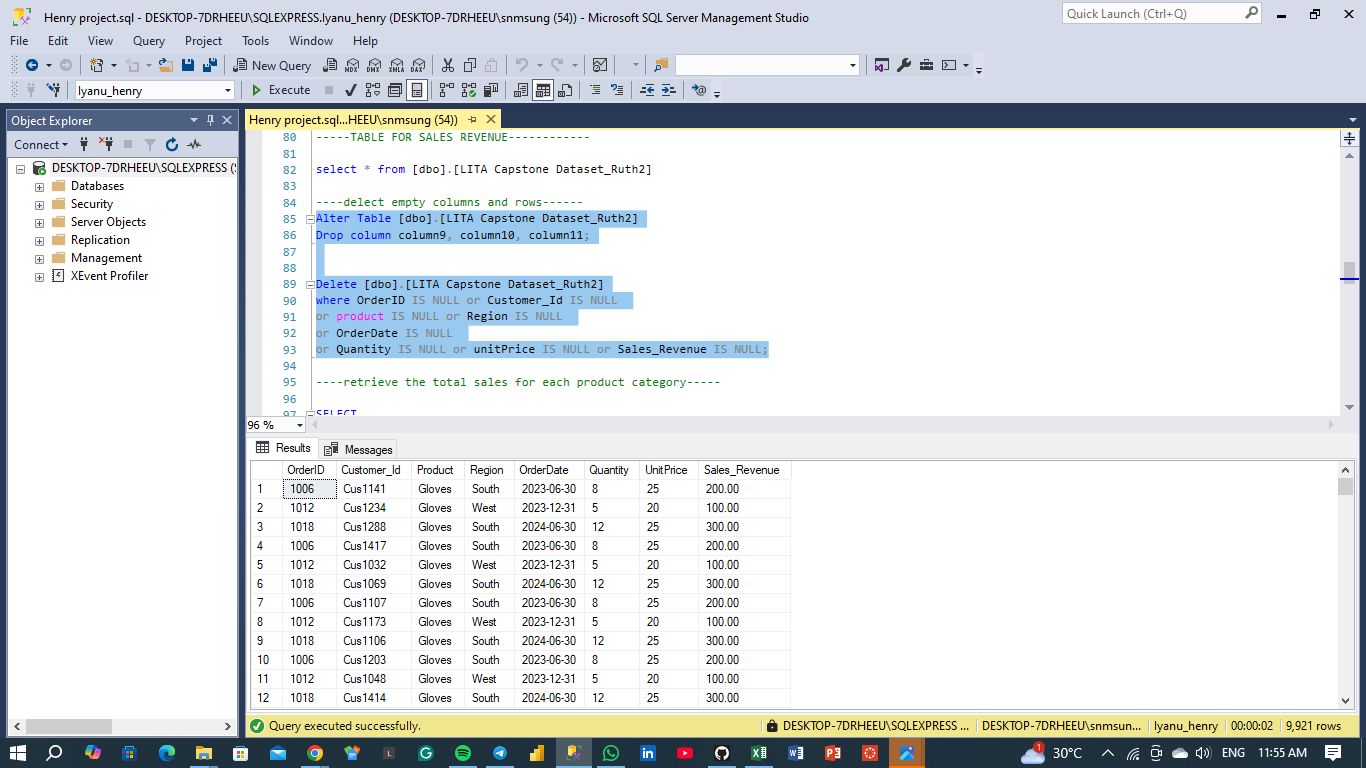 Henry project.sql - DESKTOP-7DRHEEU\SQLEXPRESS.Iyanu_henry (DESKTOP-7DRHEEU\snmsung (54)) - Microsoft SQL Server Management Studio
Quick Launch (Ctrl+Q)
File Edit View Query Project Tools Window Help
New Query
MDX DMX XMLA DAX
Iyanu_henry
Execute
Object Explorer
Henry project.sql...HEEU\snmsung (54))
Connect
DESKTOP-7DRHEEU\SQLEXPRESS (
Databases
Security
Server Objects
Replication
Management
XEvent Profiler
80 -----TABLE FOR SALES REVENUE------------
81
82 select * from [dbo].[LITA Capstone Dataset_Ruth2]
83
84 ----delect empty columns and rows------
85 Alter Table [dbo].[LITA Capstone Dataset_Ruth2]
86 Drop column column9, column10, column11;
87
88
89 Delete [dbo].[LITA Capstone Dataset_Ruth2]
90 where OrderID IS NULL or Customer_Id IS NULL
91 or product IS NULL or Region IS NULL
92 or OrderDate IS NULL
93 or Quantity IS NULL or unitPrice IS NULL or Sales_Revenue IS NULL;
94
95 ----retrieve the total sales for each product category-----
96
97 SELECT
96 %
Results Messages
OrderID Customer_Id Product Region OrderDate Quantity UnitPrice Sales_Revenue
1 1006 Cus1141 Gloves South 2023-06-30 8 25 200.00
2 1012 Cus1234 Gloves West 2023-12-31 5 20 100.00
3 1018 Cus1288 Gloves South 2024-06-30 12 25 300.00
4 1006 Cus1417 Gloves South 2023-06-30 8 25 200.00
5 1012 Cus1032 Gloves West 2023-12-31 5 20 100.00
6 1018 Cus1069 Gloves South 2024-06-30 12 25 300.00
7 1006 Cus1107 Gloves South 2023-06-30 8 25 200.00
8 1012 Cus1173 Gloves West 2023-12-31 5 20 100.00
9 1018 Cus1106 Gloves South 2024-06-30 12 25 300.00
10 1006 Cus1203 Gloves South 2023-06-30 8 25 200.00
11 1012 Cus1048 Gloves West 2023-12-31 5 20 100.00
12 1018 Cus1414 Gloves South 2024-06-30 12 25 300.00
Query executed successfully.
DESKTOP-7DRHEEU\SQLEXPRESS ... DESKTOP-7DRHEEU\snmsun... Iyanu_henry 00:00:02 9,921 rows
1 30°C ENG 11:55 AM